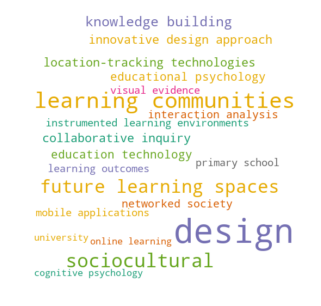 knowledge building
innovative design approach
location-tracking technologies
educational psychology
visual evidence
learning communities
interaction analysis
instrumented learning environments
collaborative inquiry
education technology
primary school
learning outcomes
future learning spaces
networked society
mobile applications
design
university
online learning
sociocultural
cognitive psychology